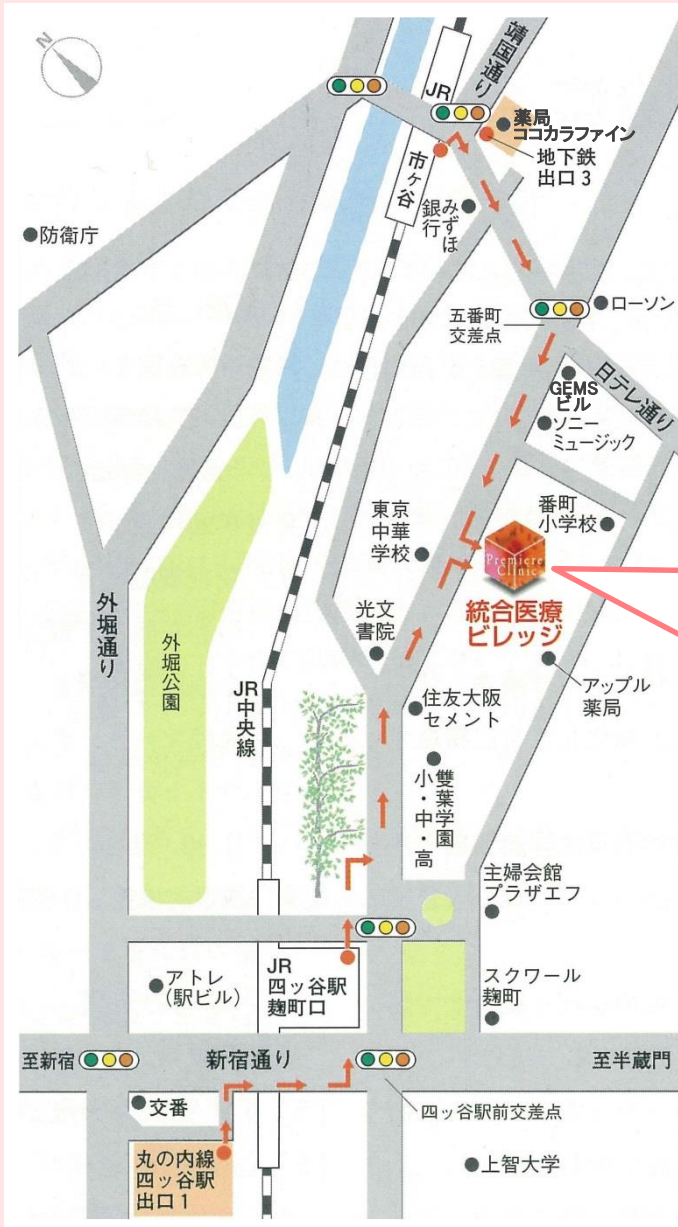 N
靖国通り
JR
市ヶ谷
薬局
ココカラファイン
地下鉄
出口3
みずほ
銀行
防衛庁
ローソン
五番町
交差点
日テレ通り
GEMS
ビル
ソニー
ミュージック
番町
小学校
東京
中華
学校
Premiere
Clinic
統合医療
ビレッジ
光文
書院
外堀通り
外堀公園
JR
中央線
アップル
薬局
住友大阪
セメント
雙葉学園
小・中・高
主婦会館
プラザエフ
アトレ
(駅ビル)
JR
四ッ谷駅
麹町口
スクワール
麹町
至新宿
新宿通り
至半蔵門
交番
四ッ谷駅前交差点
丸の内線
四ッ谷駅
出口1
上智大学